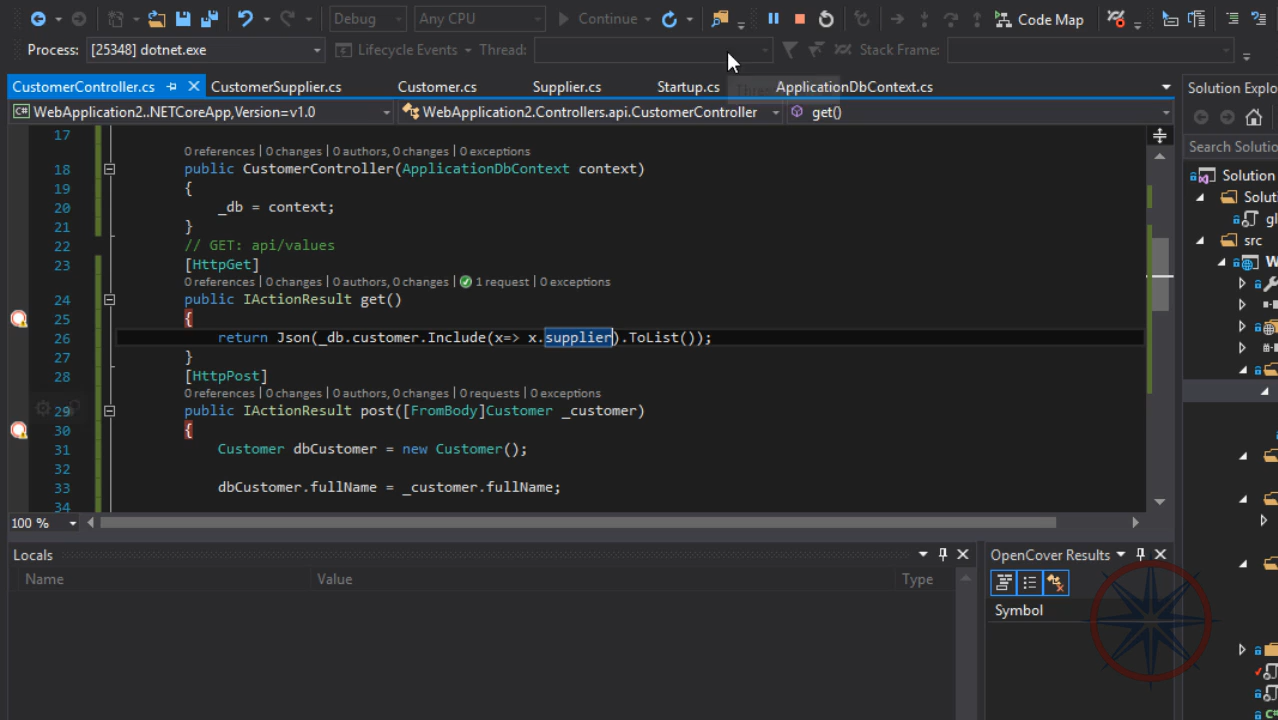 Debug Any CPU Continue Code Map
Process: [25348] dotnet.exe Lifecycle Events Thread: Stack Frame:
CustomerController.cs CustomerSupplier.cs Customer.cs Supplier.cs Startup.cs ApplicationDbContext.cs Solution Explo
WebApplication2..NETCoreApp,Version=v1.0 WebApplication2.Controllers.api.CustomerController get()
Search Solutio
17
0 references | 0 changes | 0 authors, 0 changes | 0 exceptions
18 public CustomerController(ApplicationDbContext context)
19 {
20 _db = context;
21 }
22 // GET: api/values
23 [HttpGet]
0 references | 0 changes | 0 authors, 0 changes | 1 request | 0 exceptions
24 public IActionResult get()
25 {
26 return Json(_db.customer.Include(x=> x.supplier).ToList());
27 }
28 [HttpPost]
0 references | 0 changes | 0 authors, 0 changes | 0 requests | 0 exceptions
29 public IActionResult post([FromBody]Customer _customer)
30 {
31 Customer dbCustomer = new Customer();
32
33 dbCustomer.fullName = _customer.fullName;
34
100 %
Solution
Solut
gl
src
W
Locals
Name Value Type
OpenCover Results
Symbol